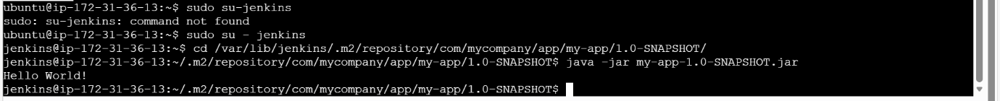 ubuntu@ip-172-31-36-13:~$ sudo su-jenkins
sudo: su-jenkins: command not found
ubuntu@ip-172-31-36-13:~$ sudo su - jenkins
jenkins@ip-172-31-36-13:~$ cd /var/lib/jenkins/.m2/repository/com/mycompany/app/my-app/1.0-SNAPSHOT/
jenkins@ip-172-31-36-13:~/.m2/repository/com/mycompany/app/my-app/1.0-SNAPSHOT$ java -jar my-app-1.0-SNAPSHOT.jar
Hello World!
jenkins@ip-172-31-36-13:~/.m2/repository/com/mycompany/app/my-app/1.0-SNAPSHOT$